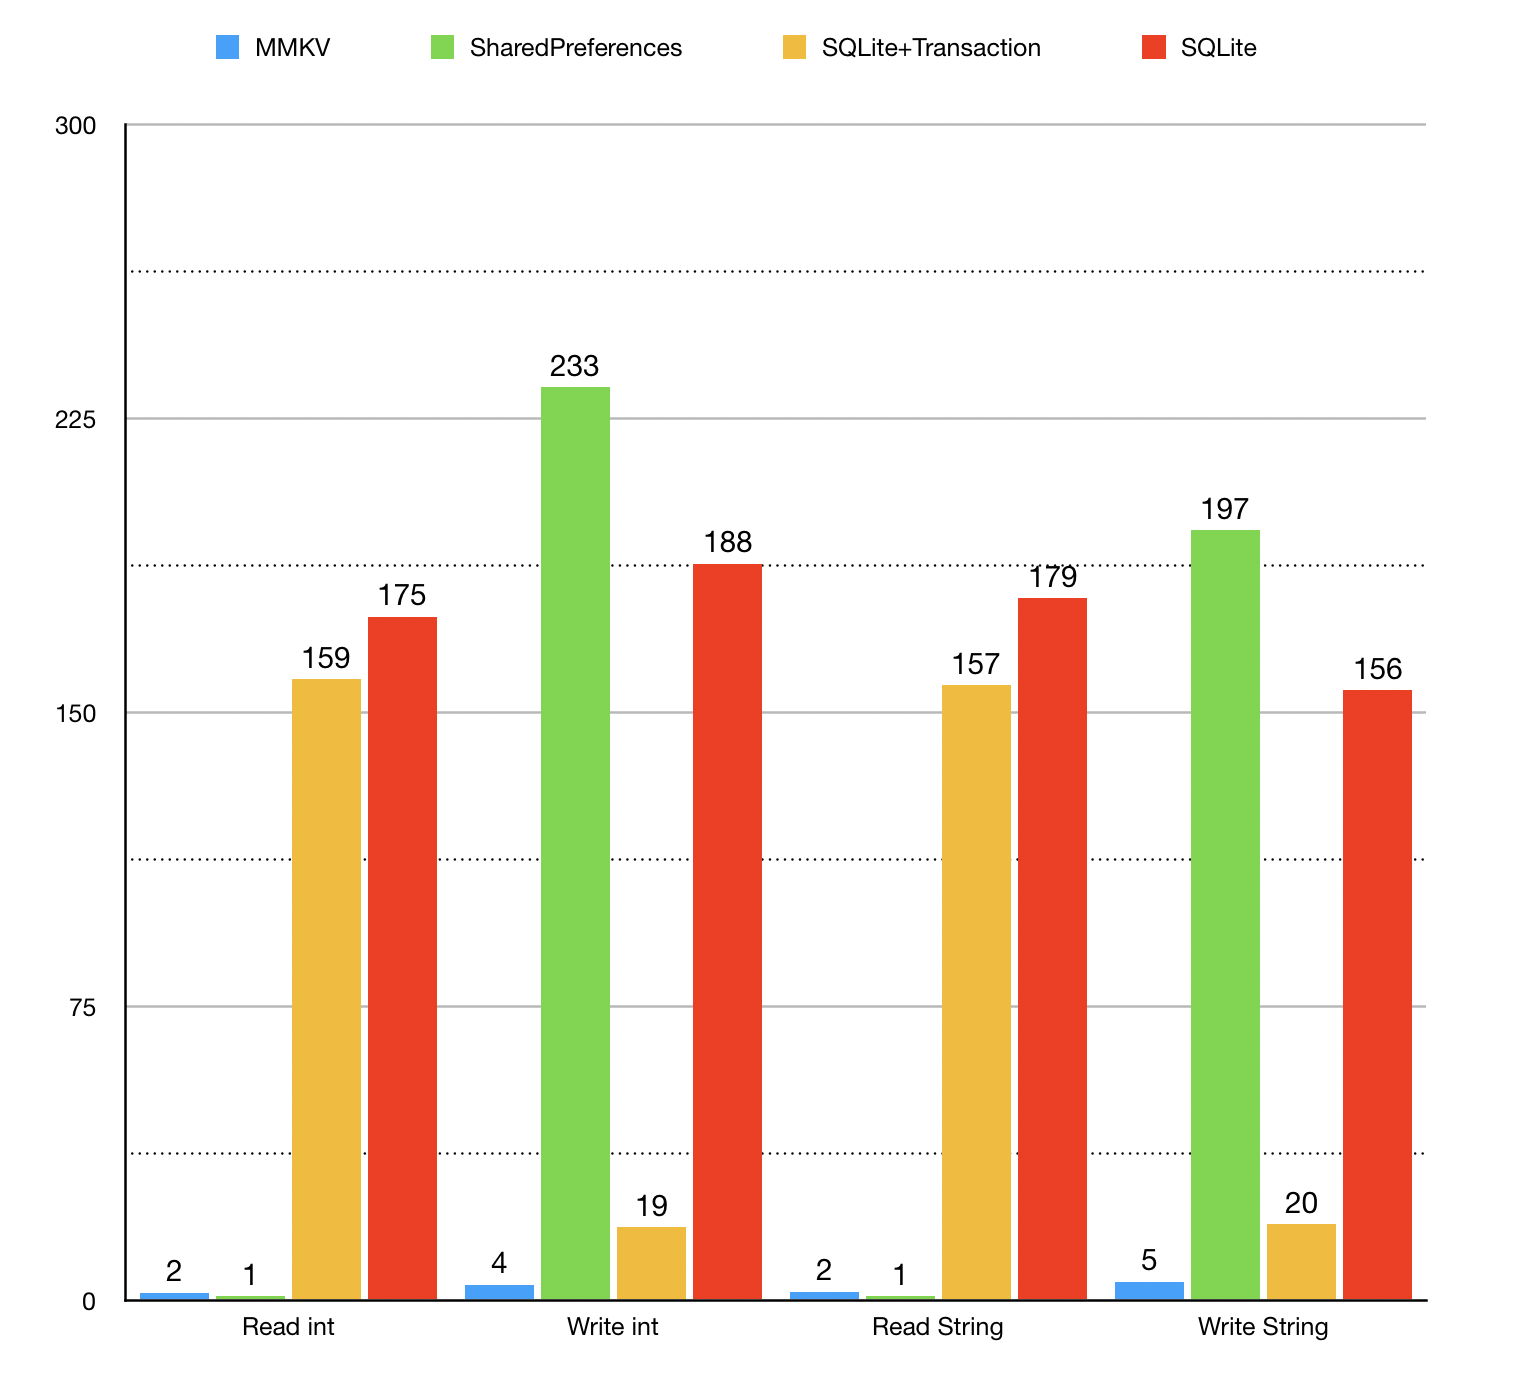 MMKV SharedPreferences SQLite+Transaction SQLite
300
225
150
75
0
2 1 159 175
4 233 19 188
2 1 157 179
5 197 20 156
Read int Write int Read String Write String